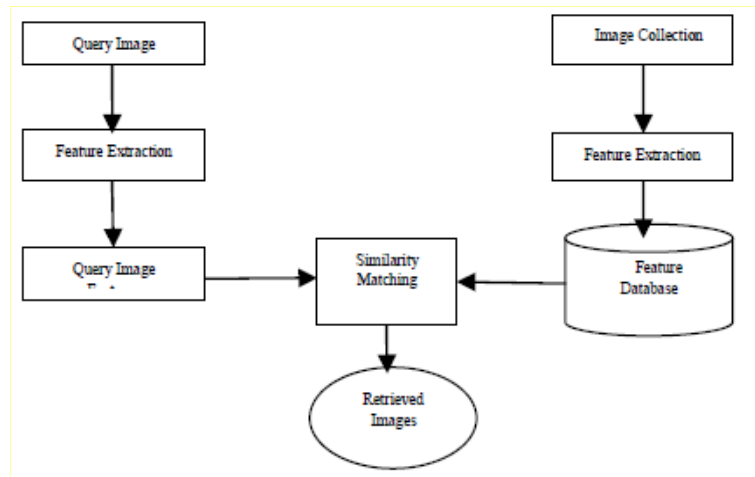 Query Image
Image Collection
Feature Extraction
Feature Extraction
Query Image
Similarity
Matching
Feature
Database
Retrieved
Images